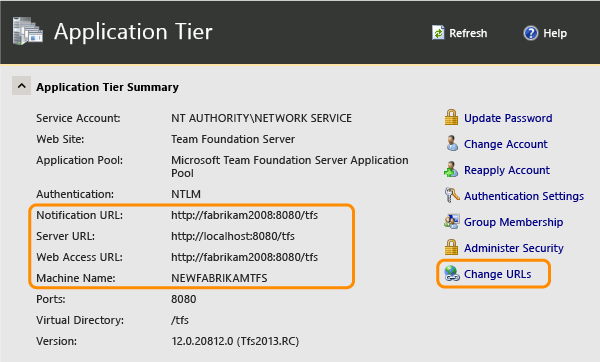 Application Tier
Refresh
Help
Application Tier Summary
Service Account: NT AUTHORITY\NETWORK SERVICE
Web Site: Team Foundation Server
Application Pool: Microsoft Team Foundation Server Application
Pool
Authentication: NTLM
Notification URL: http://fabrikam2008:8080/tfs
Server URL: http://localhost:8080/tfs
Web Access URL: http://fabrikam2008:8080/tfs
Machine Name: NEWFABRIKAMTFS
Ports: 8080
Virtual Directory: /tfs
Version: 12.0.20812.0 (Tfs2013.RC)
Update Password
Change Account
Reapply Account
Authentication Settings
Group Membership
Administer Security
Change URLs